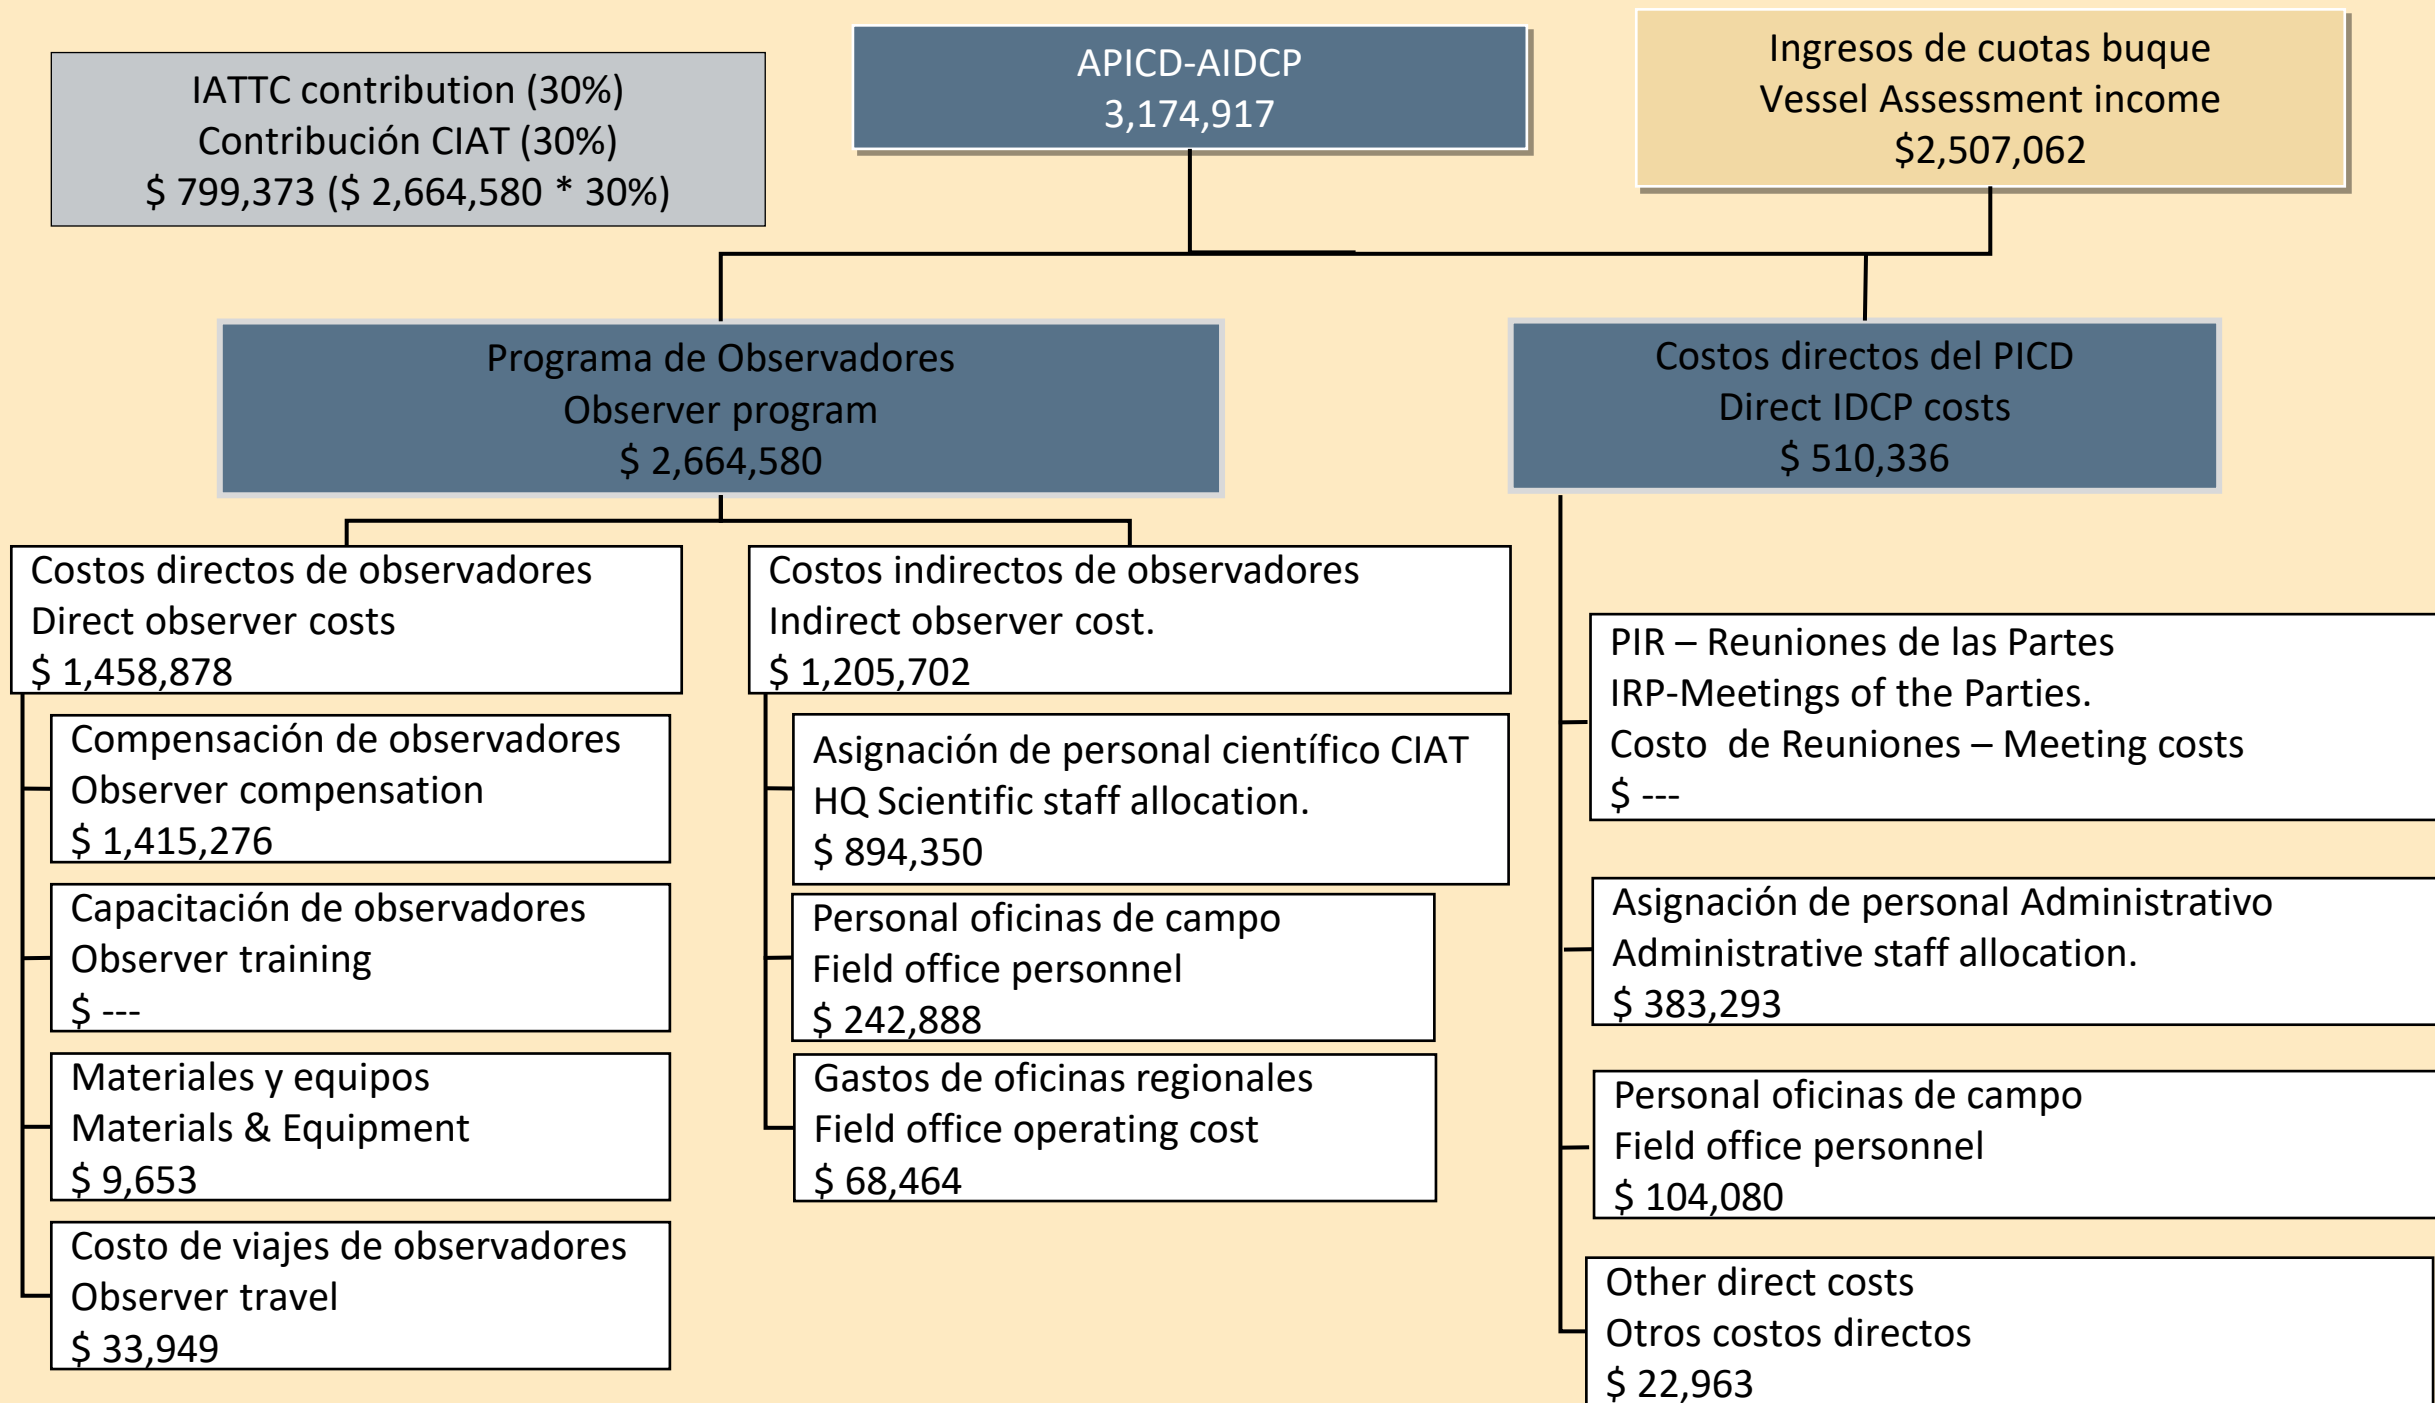 IATTC contribution (30%)
Contribución CIAT (30%)
$ 799,373 ($ 2,664,580 * 30%)
APICD-AIDCP
3,174,917
Ingresos de cuotas buque
Vessel Assessment income
$2,507,062
Programa de Observadores
Observer program
$ 2,664,580
Costos directos del PICD
Direct IDCP costs
$ 510,336
Costos directos de observadores
Direct observer costs
$ 1,458,878
Compensación de observadores
Observer compensation
$ 1,415,276
Capacitación de observadores
Observer training
$ ---
Materiales y equipos
Materials & Equipment
$ 9,653
Costo de viajes de observadores
Observer travel
$ 33,949
Costos indirectos de observadores
Indirect observer cost.
$ 1,205,702
Asignación de personal científico CIAT
HQ Scientific staff allocation.
$ 894,350
Personal oficinas de campo
Field office personnel
$ 242,888
Gastos de oficinas regionales
Field office operating cost
$ 68,464
PIR – Reuniones de las Partes
IRP-Meetings of the Parties.
Costo  de Reuniones – Meeting costs
$ ---
Asignación de personal Administrativo
Administrative staff allocation.
$ 383,293
Personal oficinas de campo
Field office personnel
$ 104,080
Other direct costs
Otros costos directos
$ 22,963